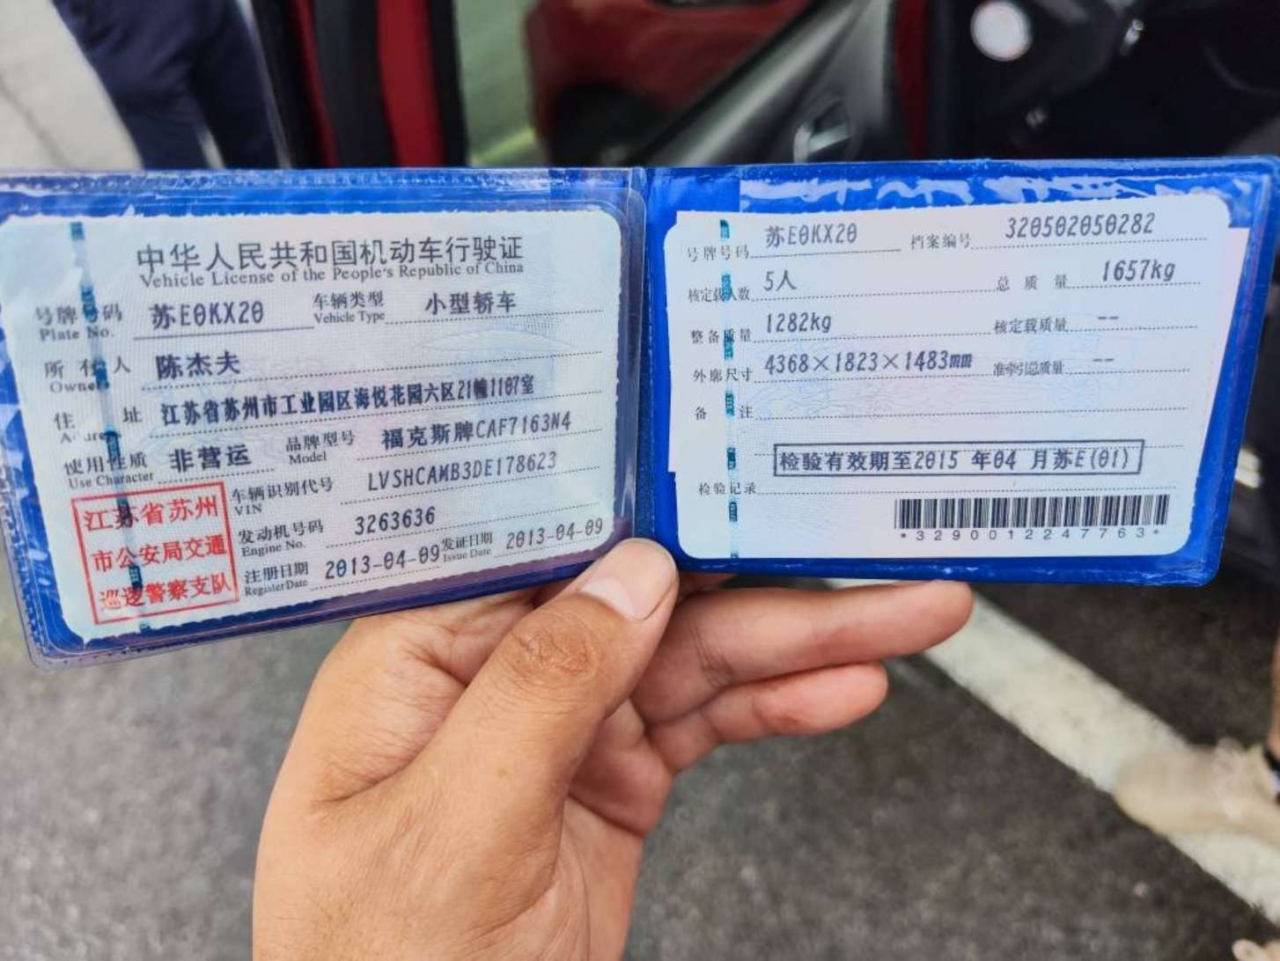 中华人民共和国机动车行驶证
Vehicle License of the People's Republic of China
号牌号码 苏E0KX20 车辆类型 小型轿车
Plate No. Vehicle Type
所有人 陈杰夫
Owner
住址 江苏省苏州市工业园区海悦花园六区21幢1107室
Address
使用性质 非营运 品牌型号 福克斯牌CAF7163N4
Use Character Model
车辆识别代号 LVSHCAMB3DE178623
VIN
发动机号码 3263636
Engine No.
注册日期 2013-04-09 发证日期 2013-04-09
Register Date Issue Date
江苏省苏州
市公安局交通
巡逻警察支队
号牌号码 苏E0KX20 档案编号 320502050282
核定载人数 5人 总质量 1657kg
整备质量 1282kg 核定载质量 --
外廓尺寸 4368×1823×1483mm 准牵引总质量 --
备注
检验有效期至2015 年04 月苏E(01)
检验记录
*3290012247763*